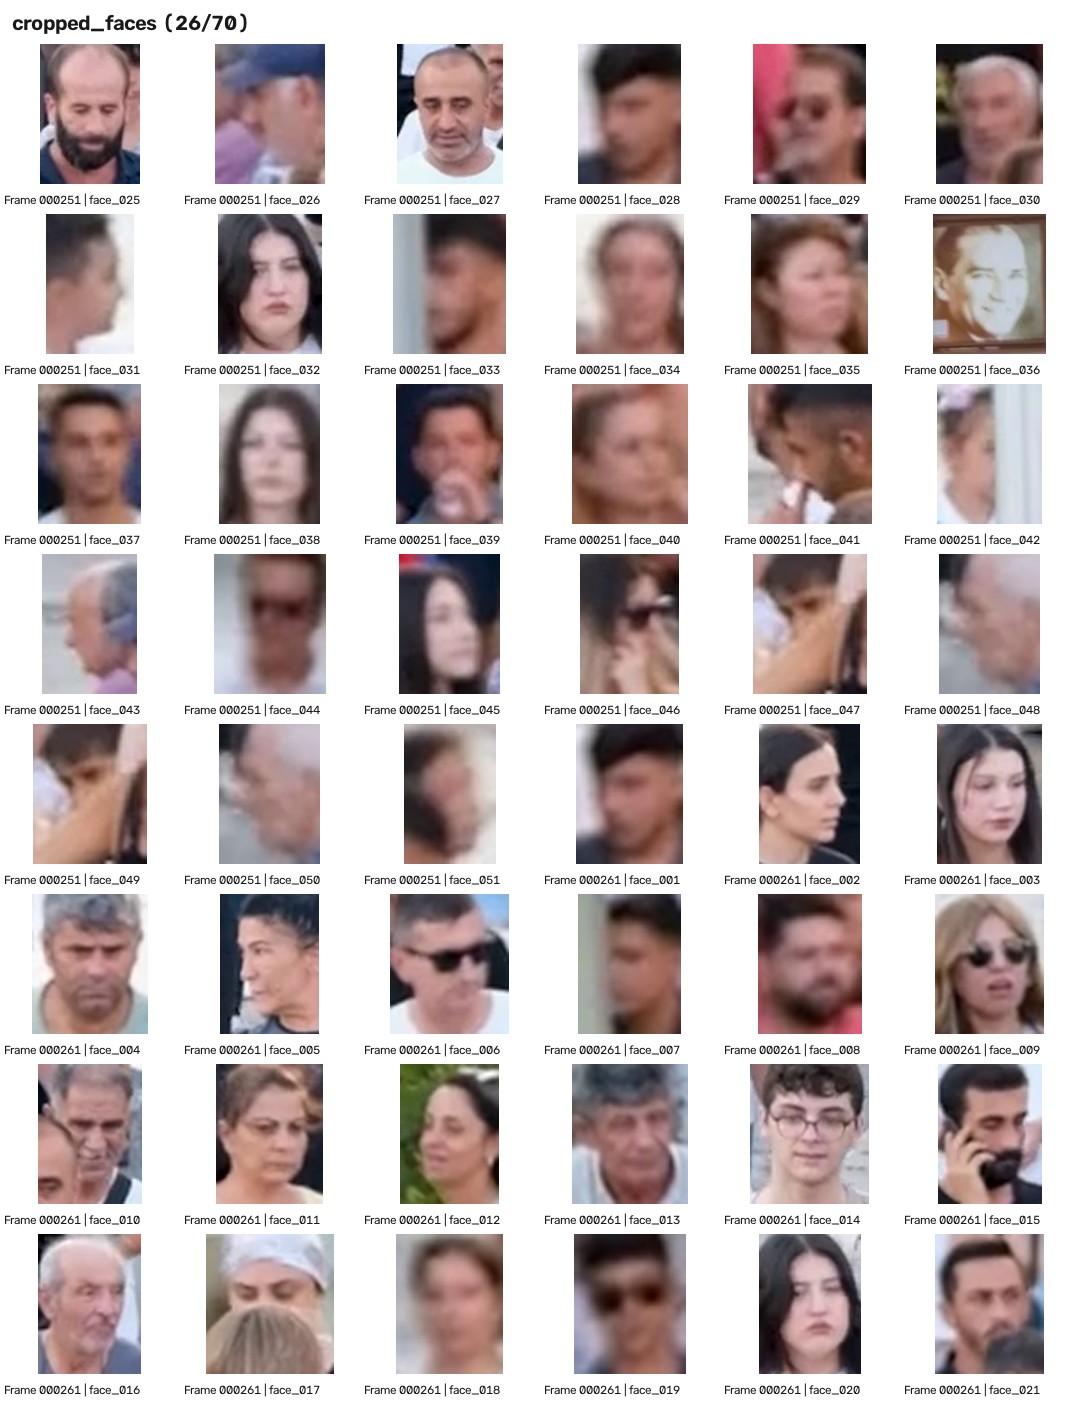 cropped_faces (26/70)
Frame 000251 | face_025
Frame 000251 | face_026
Frame 000251 | face_027
Frame 000251 | face_028
Frame 000251 | face_029
Frame 000251 | face_030
Frame 000251 | face_031
Frame 000251 | face_032
Frame 000251 | face_033
Frame 000251 | face_034
Frame 000251 | face_035
Frame 000251 | face_036
Frame 000251 | face_037
Frame 000251 | face_038
Frame 000251 | face_039
Frame 000251 | face_040
Frame 000251 | face_041
Frame 000251 | face_042
Frame 000251 | face_043
Frame 000251 | face_044
Frame 000251 | face_045
Frame 000251 | face_046
Frame 000251 | face_047
Frame 000251 | face_048
Frame 000251 | face_049
Frame 000251 | face_050
Frame 000251 | face_051
Frame 000261 | face_001
Frame 000261 | face_002
Frame 000261 | face_003
Frame 000261 | face_004
Frame 000261 | face_005
Frame 000261 | face_006
Frame 000261 | face_007
Frame 000261 | face_008
Frame 000261 | face_009
Frame 000261 | face_010
Frame 000261 | face_011
Frame 000261 | face_012
Frame 000261 | face_013
Frame 000261 | face_014
Frame 000261 | face_015
Frame 000261 | face_016
Frame 000261 | face_017
Frame 000261 | face_018
Frame 000261 | face_019
Frame 000261 | face_020
Frame 000261 | face_021